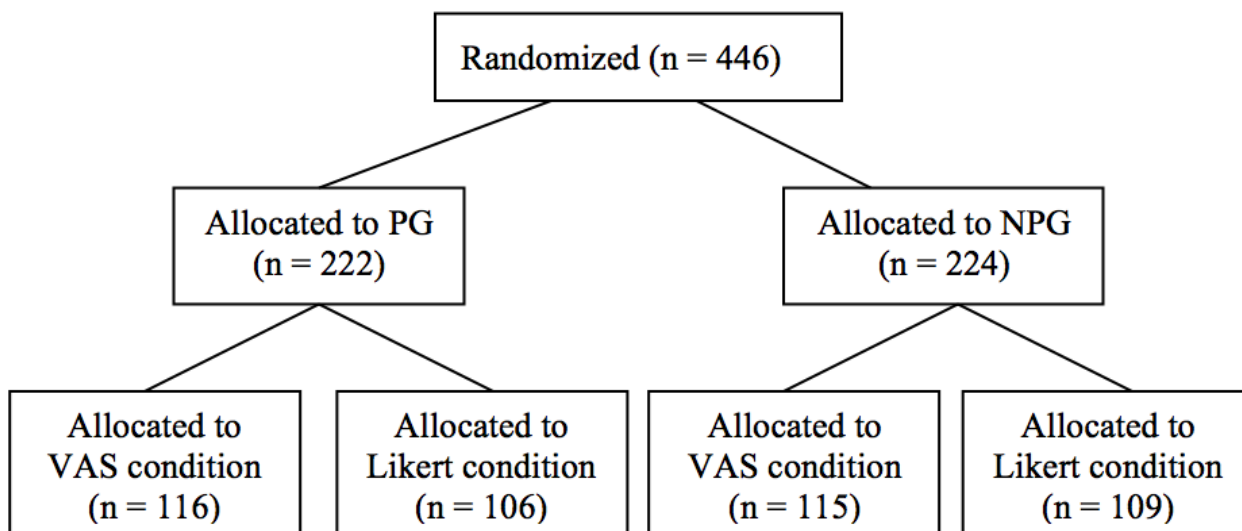 Randomized (n = 446)
Allocated to PG
(n = 222)
Allocated to NPG
(n = 224)
Allocated to
VAS condition
(n = 116)
Allocated to
Likert condition
(n = 106)
Allocated to
VAS condition
(n = 115)
Allocated to
Likert condition
(n = 109)